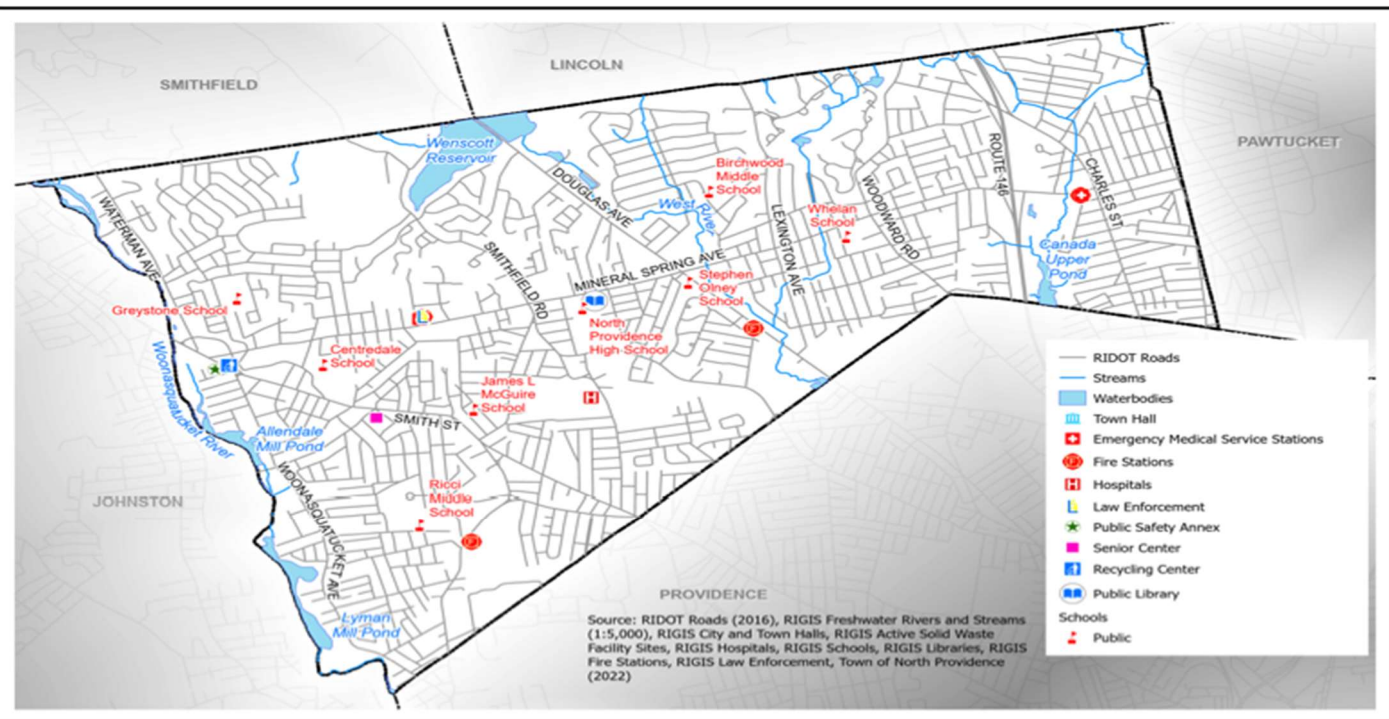 SMITHFIELD
LINCOLN
PAWTUCKET
Wenscott
Reservoir
DOUGLAS AVE
West River
Birchwood
Middle
School
LEXINGTON AVE
Whelan
School
WOODWARD RD
ROUTE 146
CHARLES ST
Canada
Upper
Pond
WATERMAN AVE
SMITHFIELD RD
MINERAL SPRING AVE
Stephen
Olney
School
Greystone School
North
Providence
High School
Centredale
School
James L
McGuire
School
SMITH ST
Woonasquatucket River
Allendale
Mill Pond
WOONASQUATUCKET AVE
Ricci
Middle
School
JOHNSTON
Lyman
Mill Pond
PROVIDENCE
Source: RIDOT Roads (2016), RIGIS Freshwater Rivers and Streams
(1:5,000), RIGIS City and Town Halls, RIGIS Active Solid Waste
Facility Sites, RIGIS Hospitals, RIGIS Schools, RIGIS Libraries, RIGIS
Fire Stations, RIGIS Law Enforcement, Town of North Providence
(2022)
RIDOT Roads
Streams
Waterbodies
Town Hall
Emergency Medical Service Stations
F Fire Stations
H Hospitals
L Law Enforcement
Public Safety Annex
Senior Center
Recycling Center
Public Library
Schools
Public